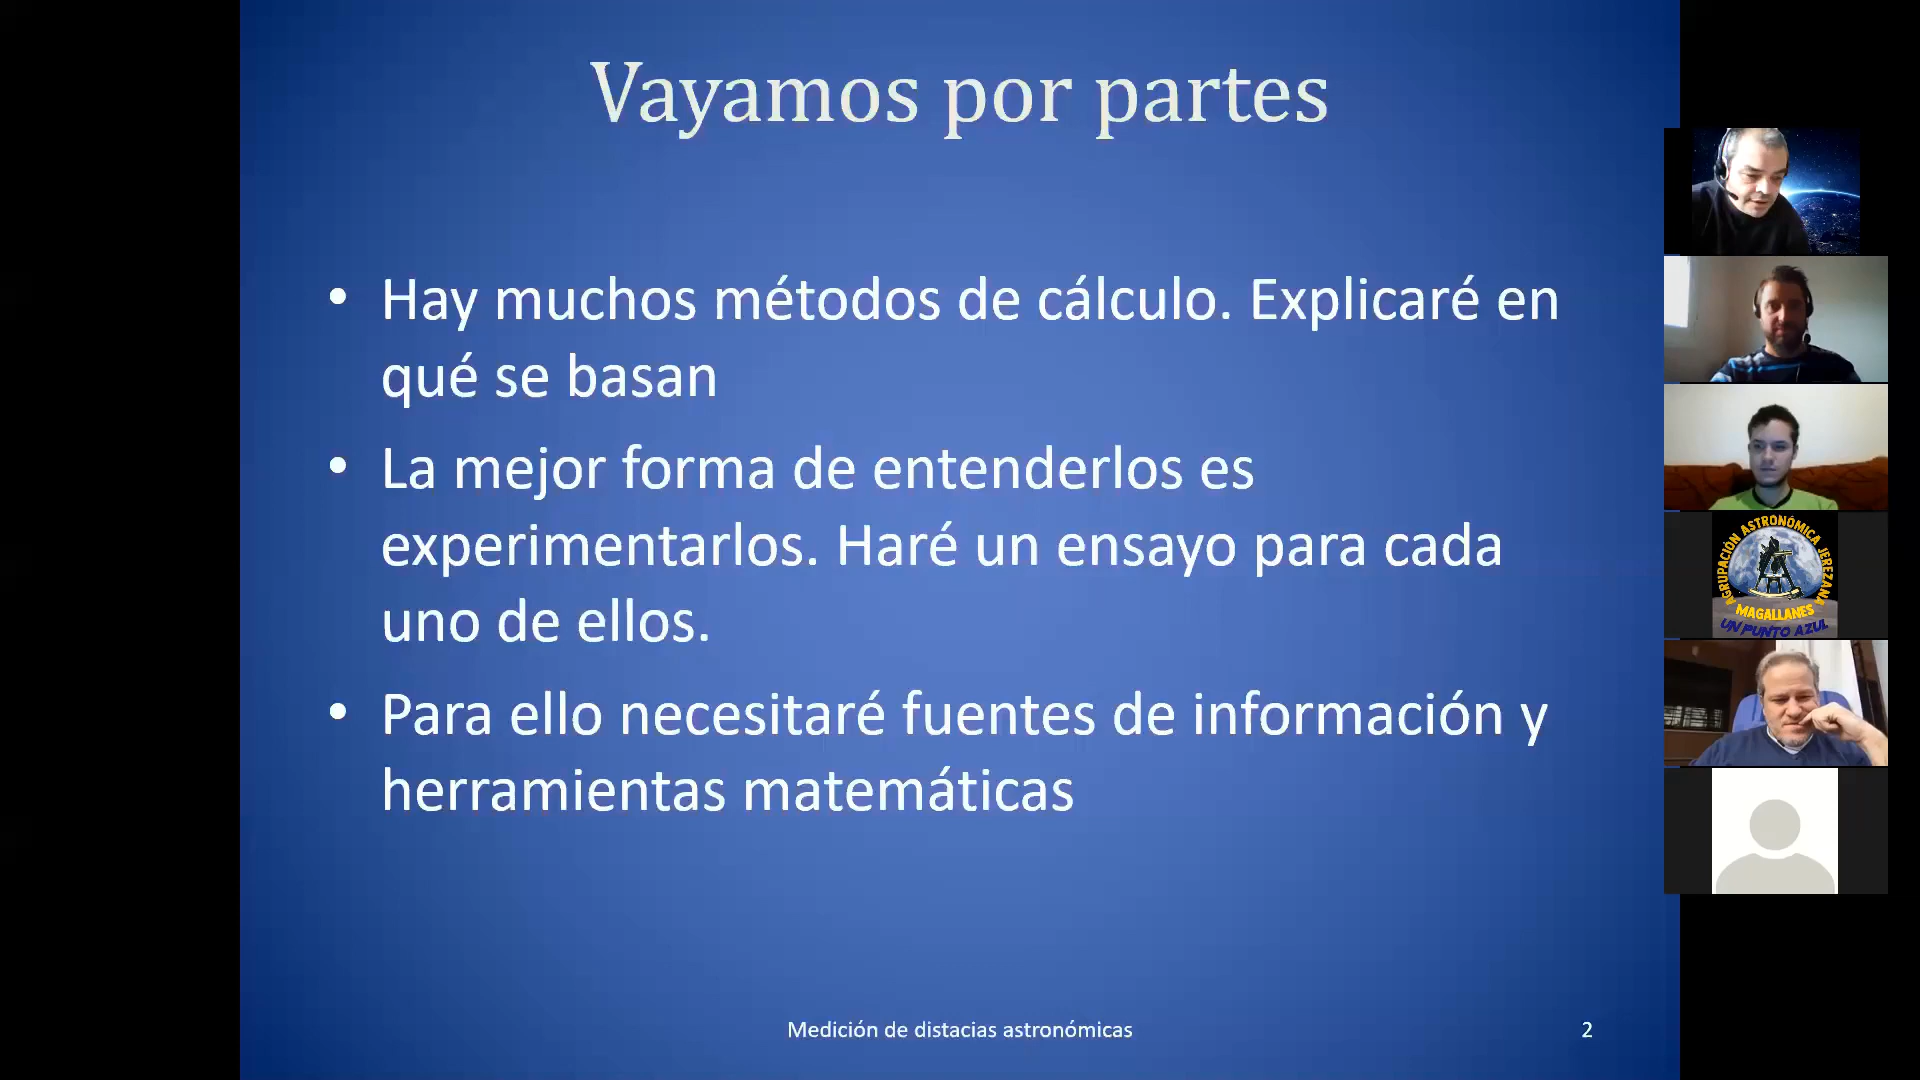 Vayamos por partes
• Hay muchos métodos de cálculo. Explicaré en
qué se basan
• La mejor forma de entenderlos es
experimentarlos. Haré un ensayo para cada
uno de ellos.
• Para ello necesitaré fuentes de información y
herramientas matemáticas
Medición de distacias astronómicas
2
AGRUPACIÓN ASTRONÓMICA JEREZANA
MAGALLANES
UN PUNTO AZUL